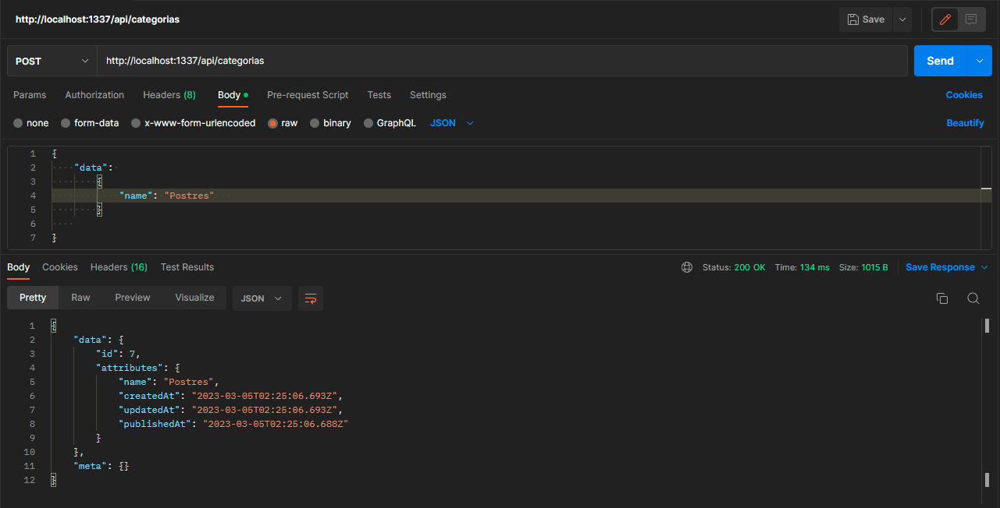 http://localhost:1337/api/categorias
Save
POST
http://localhost:1337/api/categorias
Send
Params Authorization Headers (8) Body Pre-request Script Tests Settings Cookies
none form-data x-www-form-urlencoded raw binary GraphQL JSON Beautify
1 {
2 "data":
3 {
4 "name": "Postres"
5 }
6
7 }
Body Cookies Headers (16) Test Results Status: 200 OK Time: 134 ms Size: 1015 B Save Response
Pretty Raw Preview Visualize JSON
1 {
2 "data": {
3 "id": 7,
4 "attributes": {
5 "name": "Postres",
6 "createdAt": "2023-03-05T02:25:06.693Z",
7 "updatedAt": "2023-03-05T02:25:06.693Z",
8 "publishedAt": "2023-03-05T02:25:06.688Z"
9 }
10 },
11 "meta": {}
12 }